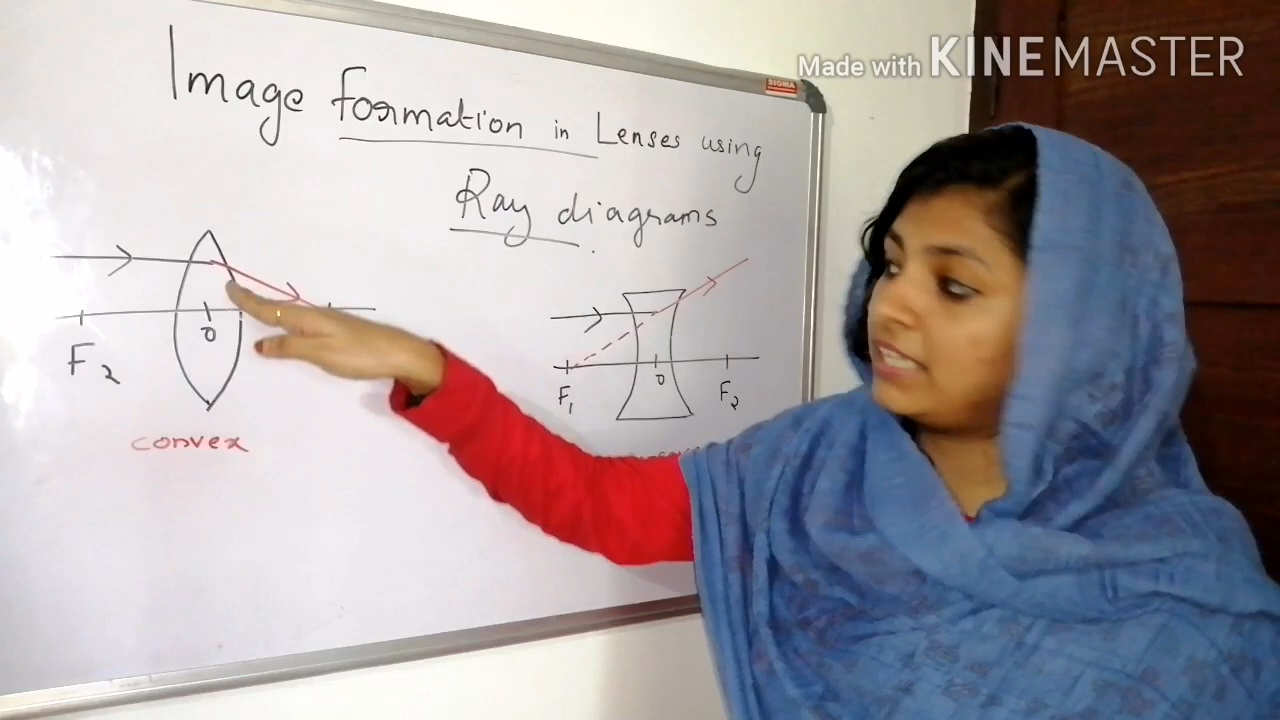 Made with KINEMASTER
SIGMA
Image formation in Lenses using
Ray diagrams
F2
O
convex
F1
O
F2